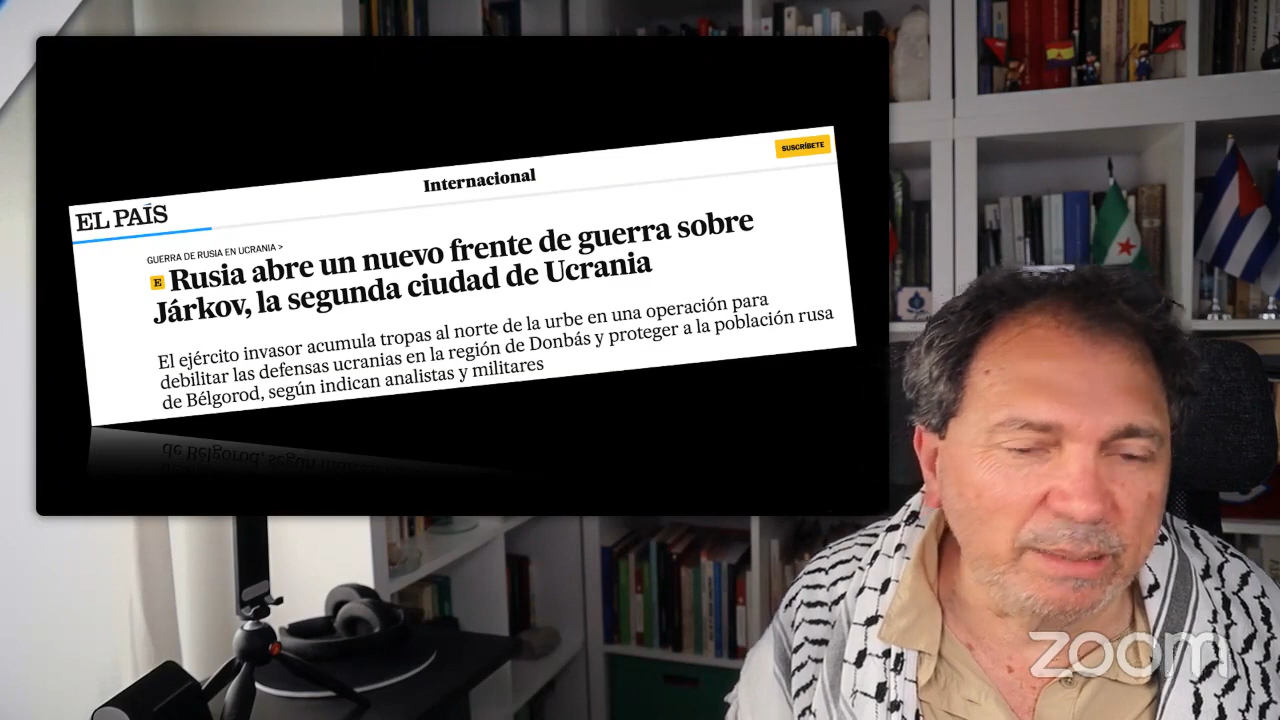 SUSCRÍBETE
Internacional
EL PAÍS
GUERRA DE RUSIA EN UCRANIA >
E Rusia abre un nuevo frente de guerra sobre
Járkov, la segunda ciudad de Ucrania
El ejército invasor acumula tropas al norte de la urbe en una operación para
debilitar las defensas ucranias en la región de Donbás y proteger a la población rusa
de Bélgorod, según indican analistas y militares
zoom